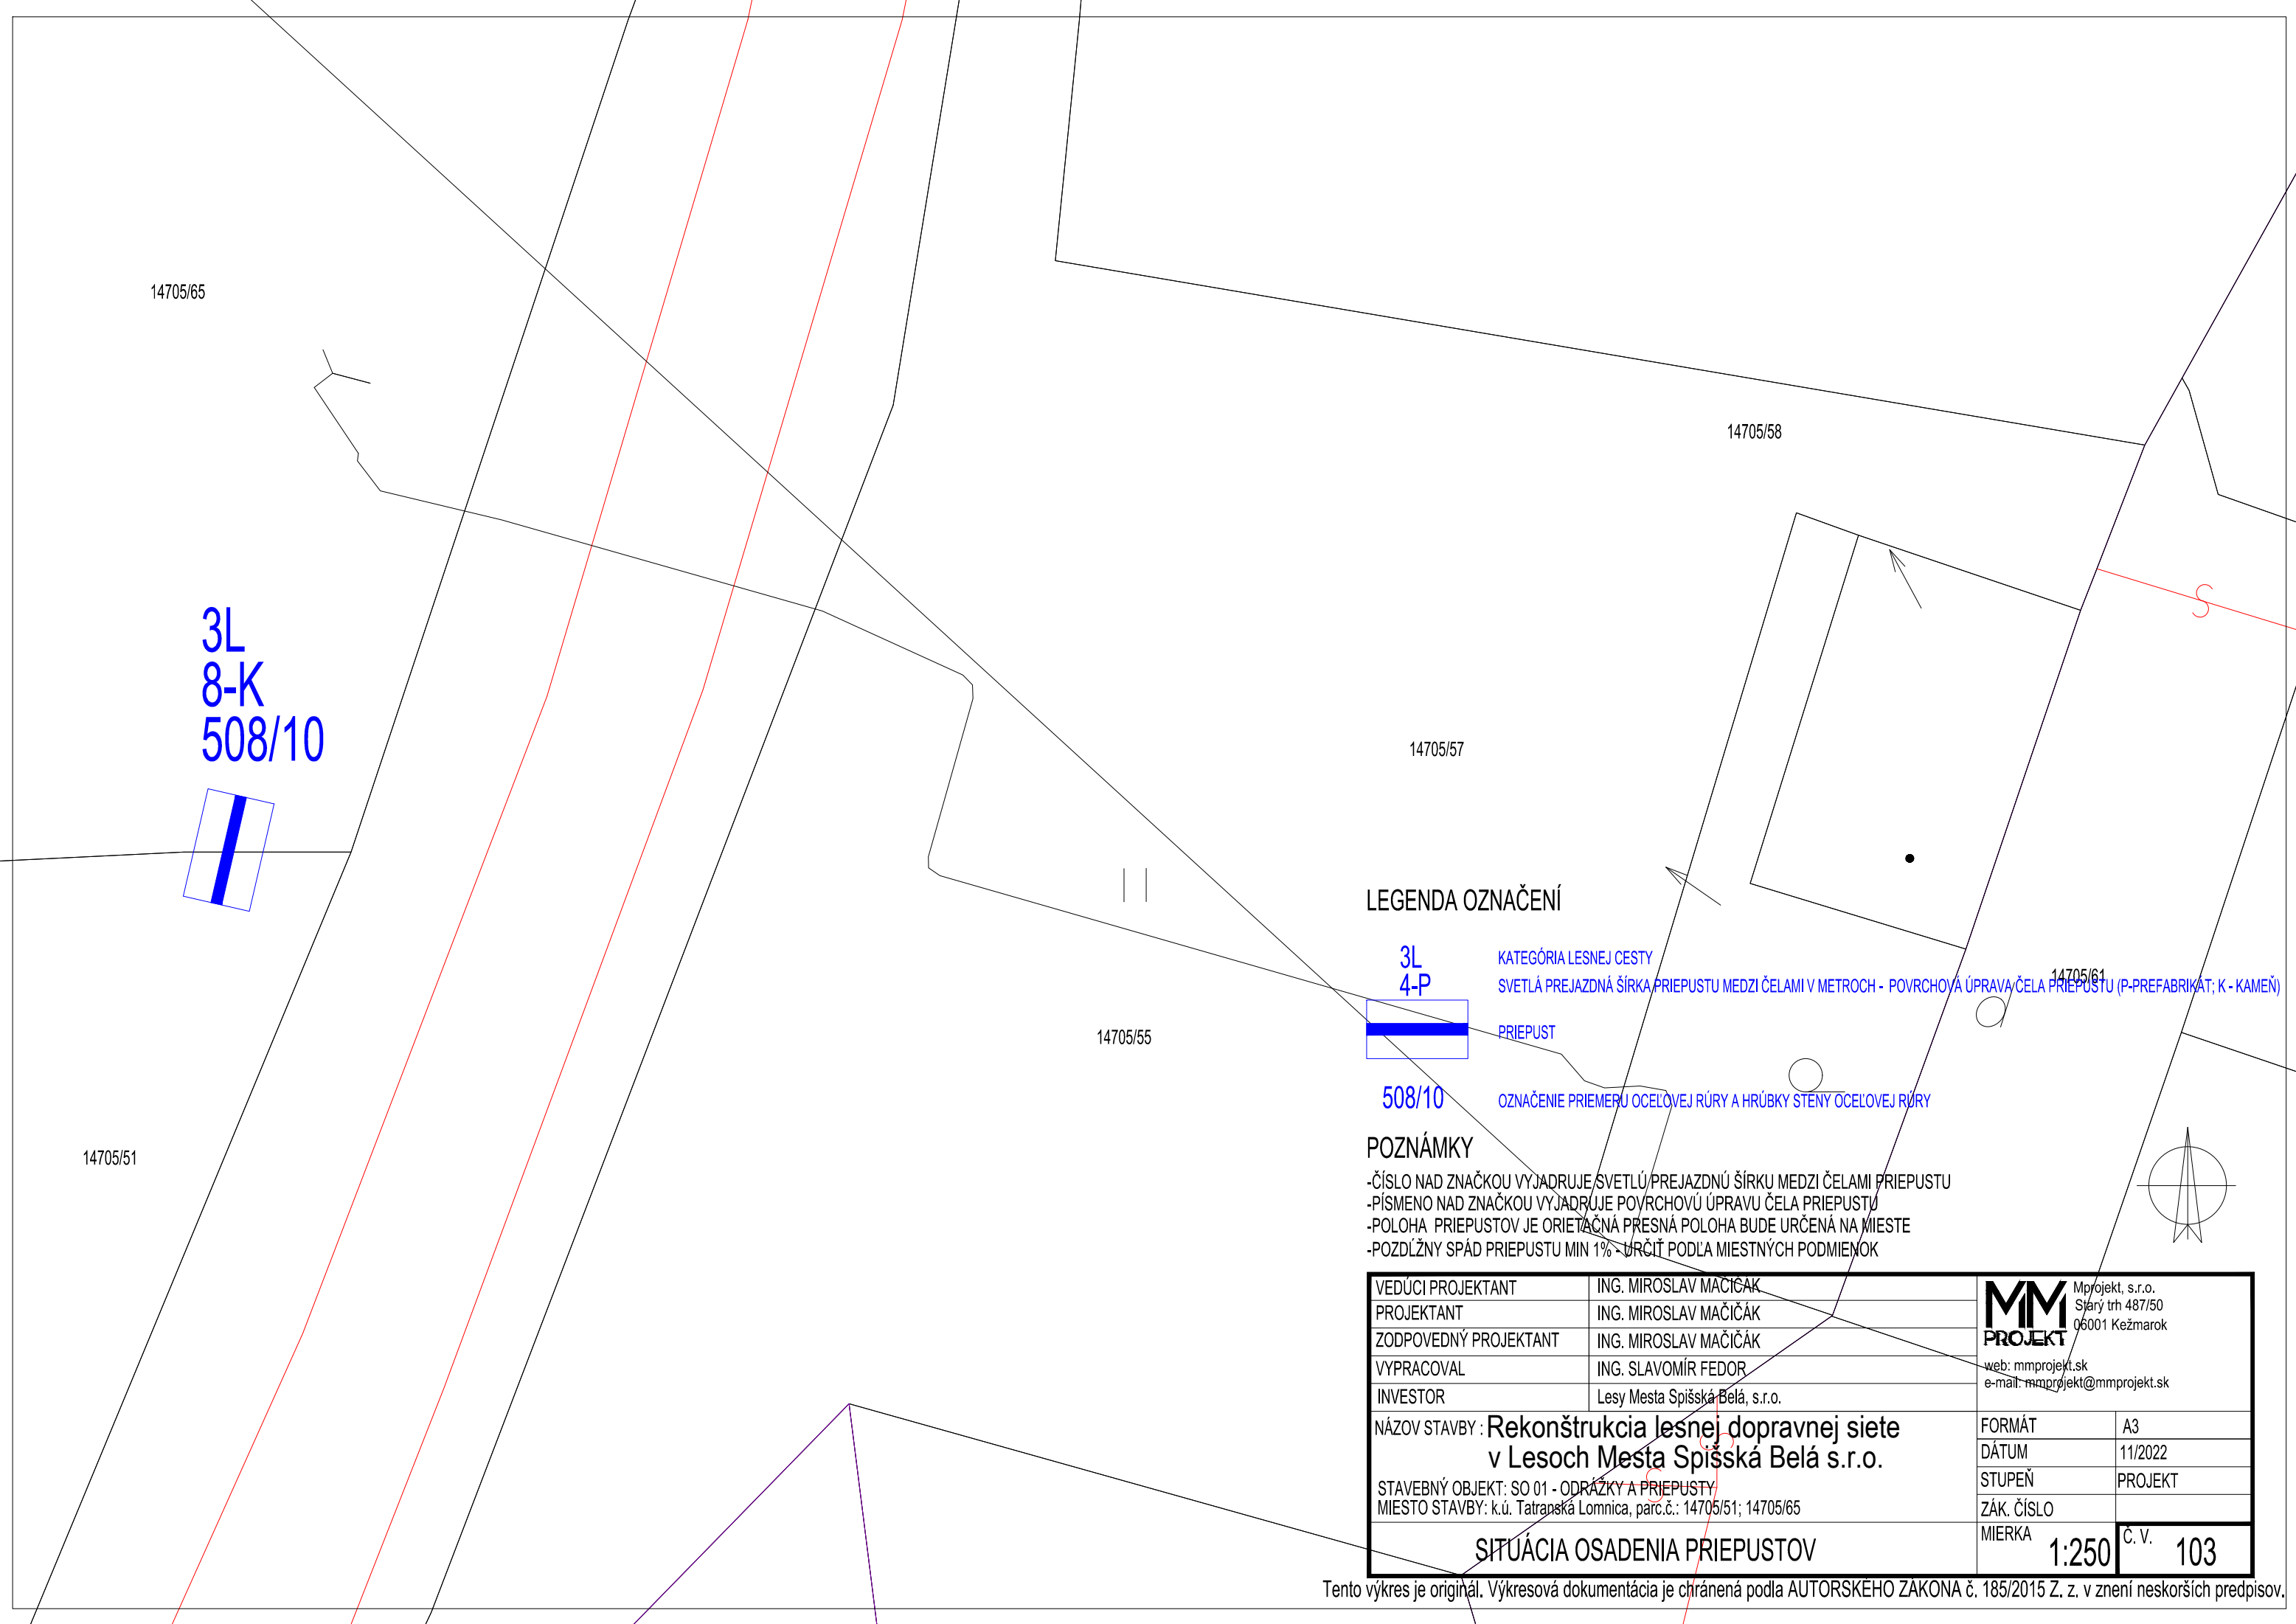 14705/65
14705/58
3L
8-K
508/10
14705/57
LEGENDA OZNAČENÍ
3L KATEGÓRIA LESNEJ CESTY
14705/61
4-P SVETLÁ PREJAZDNÁ ŠÍRKA PRIEPUSTU MEDZI ČELAMI V METROCH - POVRCHOVÁ ÚPRAVA ČELA PRIEPUSTU (P-PREFABRIKÁT; K - KAMEŇ)
PRIEPUST
14705/55
508/10 OZNAČENIE PRIEMERU OCEĽOVEJ RÚRY A HRÚBKY STENY OCEĽOVEJ RÚRY
14705/51
POZNÁMKY
-ČÍSLO NAD ZNAČKOU VYJADRUJE SVETLÚ PREJAZDNÚ ŠÍRKU MEDZI ČELAMI PRIEPUSTU
-PÍSMENO NAD ZNAČKOU VYJADRUJE POVRCHOVÚ ÚPRAVU ČELA PRIEPUSTU
-POLOHA PRIEPUSTOV JE ORIETAČNÁ PRESNÁ POLOHA BUDE URČENÁ NA MIESTE
-POZDĹŽNY SPÁD PRIEPUSTU MIN 1% - URČIŤ PODĽA MIESTNÝCH PODMIENOK
VEDÚCI PROJEKTANT ING. MIROSLAV MAČIČÁK
PROJEKTANT ING. MIROSLAV MAČIČÁK
ZODPOVEDNÝ PROJEKTANT ING. MIROSLAV MAČIČÁK
VYPRACOVAL ING. SLAVOMÍR FEDOR
INVESTOR Lesy Mesta Spišská Belá, s.r.o.
MM
PROJEKT
Mprojekt, s.r.o.
Starý trh 487/50
06001 Kežmarok
web: mmprojekt.sk
e-mail: mmprojekt@mmprojekt.sk
NÁZOV STAVBY : Rekonštrukcia lesnej dopravnej siete
v Lesoch Mesta Spišská Belá s.r.o.
STAVEBNÝ OBJEKT: SO 01 - ODRÁŽKY A PRIEPUSTY
MIESTO STAVBY: k.ú. Tatranská Lomnica, parc.č.: 14705/51; 14705/65
FORMÁT A3
DÁTUM 11/2022
STUPEŇ PROJEKT
ZÁK. ČÍSLO
SITUÁCIA OSADENIA PRIEPUSTOV
MIERKA 1:250
Č. V. 103
Tento výkres je originál. Výkresová dokumentácia je chránená podla AUTORSKÉHO ZÁKONA č. 185/2015 Z. z. v znení neskorších predpisov.